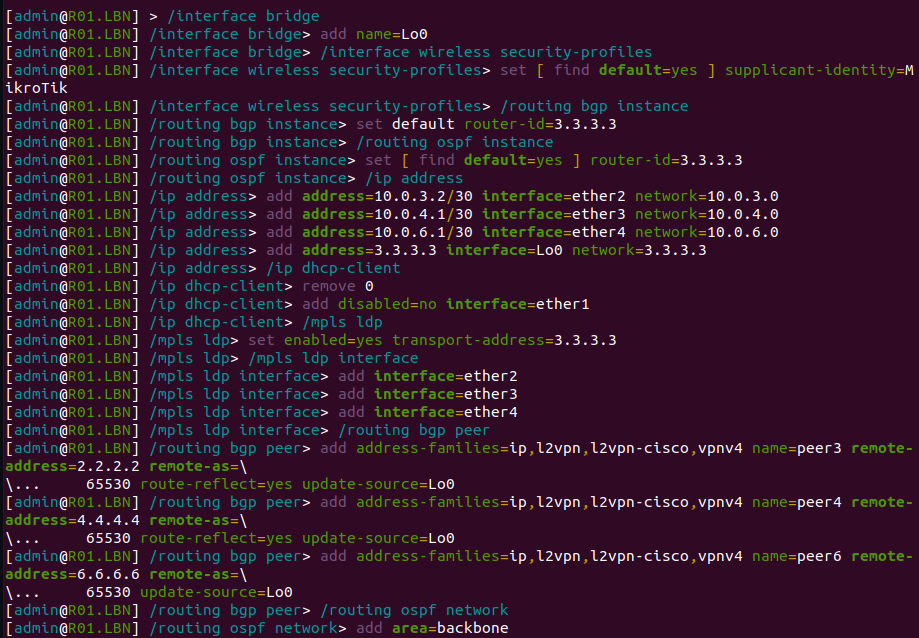 [admin@R01.LBN] > /interface bridge
[admin@R01.LBN] /interface bridge> add name=Lo0
[admin@R01.LBN] /interface bridge> /interface wireless security-profiles
[admin@R01.LBN] /interface wireless security-profiles> set [ find default=yes ] supplicant-identity=M
ikroTik
[admin@R01.LBN] /interface wireless security-profiles> /routing bgp instance
[admin@R01.LBN] /routing bgp instance> set default router-id=3.3.3.3
[admin@R01.LBN] /routing bgp instance> /routing ospf instance
[admin@R01.LBN] /routing ospf instance> set [ find default=yes ] router-id=3.3.3.3
[admin@R01.LBN] /routing ospf instance> /ip address
[admin@R01.LBN] /ip address> add address=10.0.3.2/30 interface=ether2 network=10.0.3.0
[admin@R01.LBN] /ip address> add address=10.0.4.1/30 interface=ether3 network=10.0.4.0
[admin@R01.LBN] /ip address> add address=10.0.6.1/30 interface=ether4 network=10.0.6.0
[admin@R01.LBN] /ip address> add address=3.3.3.3 interface=Lo0 network=3.3.3.3
[admin@R01.LBN] /ip address> /ip dhcp-client
[admin@R01.LBN] /ip dhcp-client> remove 0
[admin@R01.LBN] /ip dhcp-client> add disabled=no interface=ether1
[admin@R01.LBN] /ip dhcp-client> /mpls ldp
[admin@R01.LBN] /mpls ldp> set enabled=yes transport-address=3.3.3.3
[admin@R01.LBN] /mpls ldp> /mpls ldp interface
[admin@R01.LBN] /mpls ldp interface> add interface=ether2
[admin@R01.LBN] /mpls ldp interface> add interface=ether3
[admin@R01.LBN] /mpls ldp interface> add interface=ether4
[admin@R01.LBN] /mpls ldp interface> /routing bgp peer
[admin@R01.LBN] /routing bgp peer> add address-families=ip,l2vpn,l2vpn-cisco,vpnv4 name=peer3 remote-
address=2.2.2.2 remote-as=\
\...     65530 route-reflect=yes update-source=Lo0
[admin@R01.LBN] /routing bgp peer> add address-families=ip,l2vpn,l2vpn-cisco,vpnv4 name=peer4 remote-
address=4.4.4.4 remote-as=\
\...     65530 route-reflect=yes update-source=Lo0
[admin@R01.LBN] /routing bgp peer> add address-families=ip,l2vpn,l2vpn-cisco,vpnv4 name=peer6 remote-
address=6.6.6.6 remote-as=\
\...     65530 update-source=Lo0
[admin@R01.LBN] /routing bgp peer> /routing ospf network
[admin@R01.LBN] /routing ospf network> add area=backbone